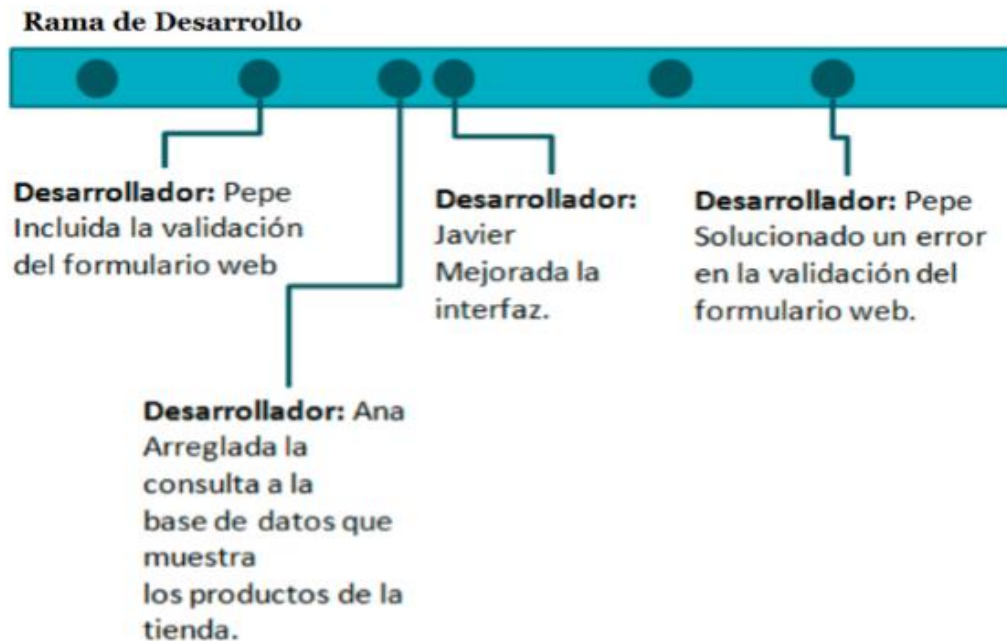 Rama de Desarrollo
Desarrollador: Pepe
Incluida la validación
del formulario web
Desarrollador: Ana
Arreglada la
consulta a la
base de datos que
muestra
los productos de la
tienda.
Desarrollador:
Javier
Mejorada la
interfaz.
Desarrollador: Pepe
Solucionado un error
en la validación del
formulario web.